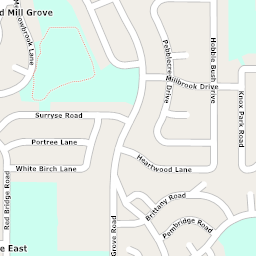 d Mill Grove
Meadowbrook Lane
Pebblecreek Drive
Hobble Bush Drive
Millbrook Drive
Knox Park Road
Surryse Road
Portree Lane
White Birch Lane
Heartwood Lane
Red Bridge Road
Grove Road
Brittany Road
Pembridge Road
e East